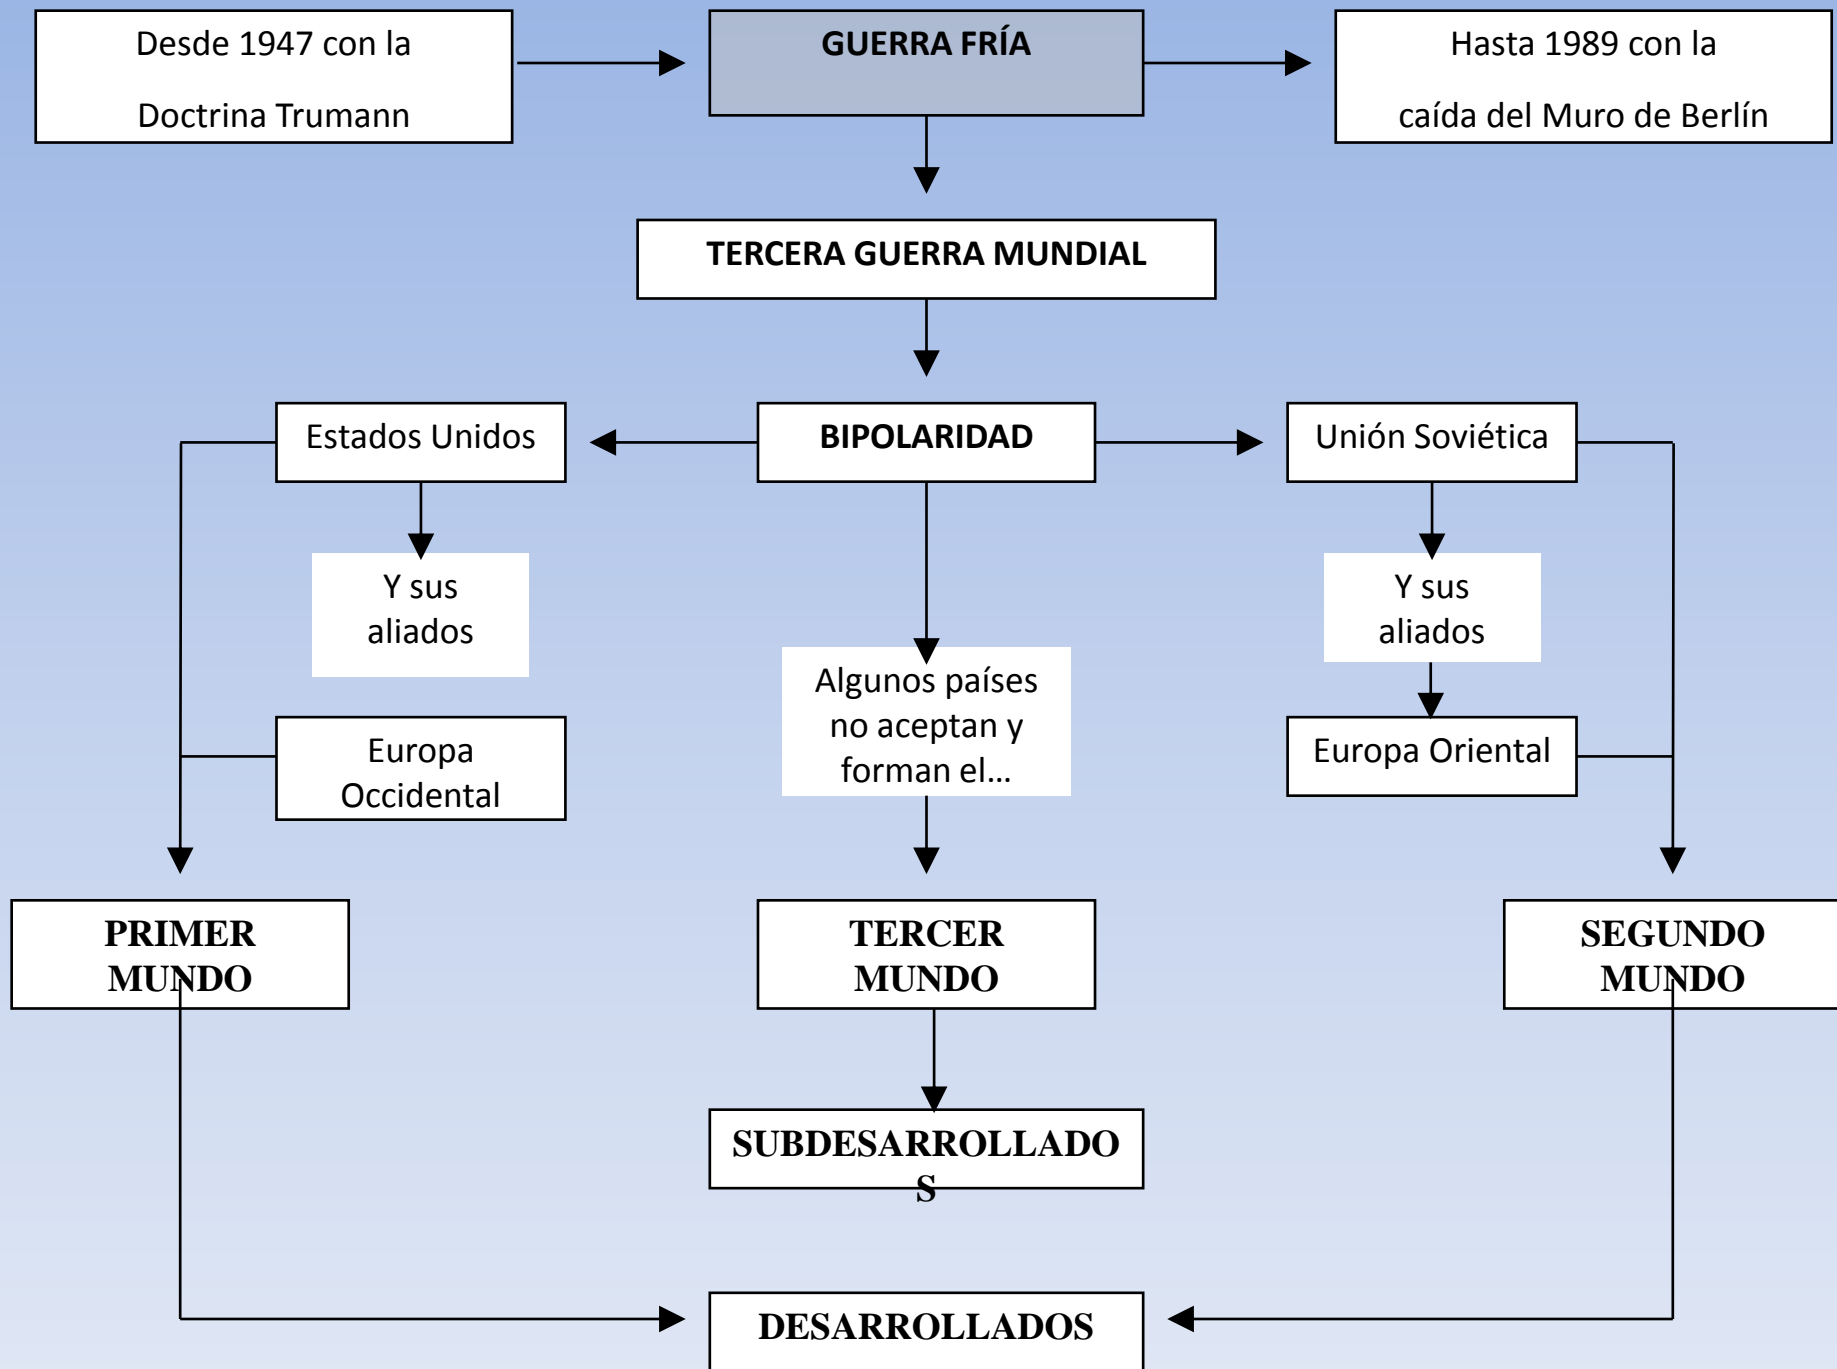 Desde 1947 con la
Doctrina Trumann
GUERRA FRÍA
Hasta 1989 con la
caída del Muro de Berlín
TERCERA GUERRA MUNDIAL
Estados Unidos
BIPOLARIDAD
Unión Soviética
Y sus
aliados
Algunos países
no aceptan y
forman el...
Y sus
aliados
Europa
Occidental
Europa Oriental
PRIMER
MUNDO
TERCER
MUNDO
SEGUNDO
MUNDO
SUBDESARROLLADO
S
DESARROLLADOS